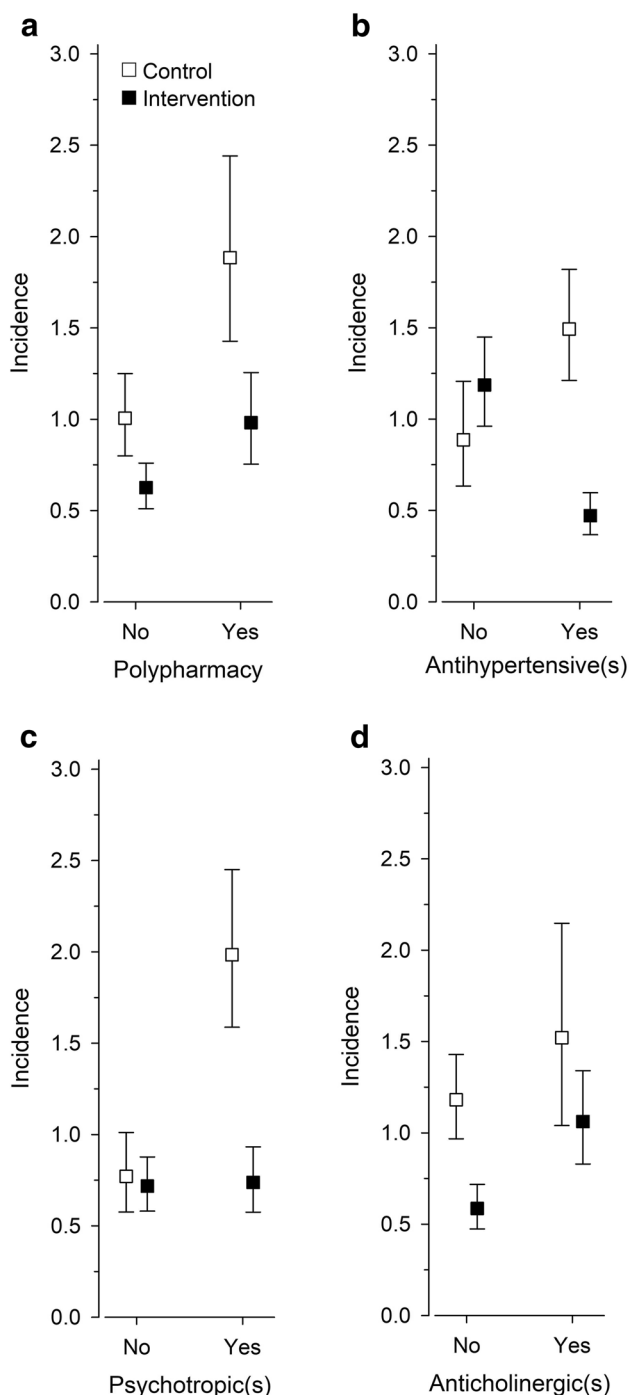 a
3.0
Control
Intervention
2.5
2.0
1.5
1.0
0.5
0.0
Incidence
No Yes
Polypharmacy
b
3.0
2.5
2.0
1.5
1.0
0.5
0.0
Incidence
No Yes
Antihypertensive(s)
c
3.0
2.5
2.0
1.5
1.0
0.5
0.0
Incidence
No Yes
Psychotropic(s)
d
3.0
2.5
2.0
1.5
1.0
0.5
0.0
Incidence
No Yes
Anticholinergic(s)